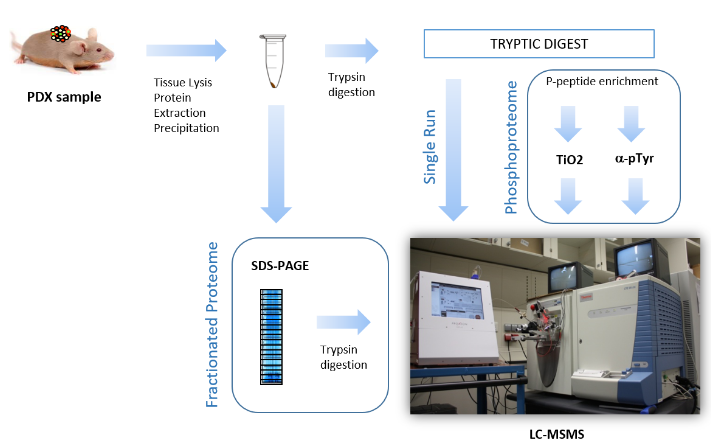 PDX sample
Tissue Lysis
Protein
Extraction
Precipitation
Trypsin
digestion
TRYPTIC DIGEST
Single Run
Phosphoproteome
P-peptide enrichment
TiO2
α-pTyr
Fractionated Proteome
SDS-PAGE
Trypsin
digestion
LC-MSMS